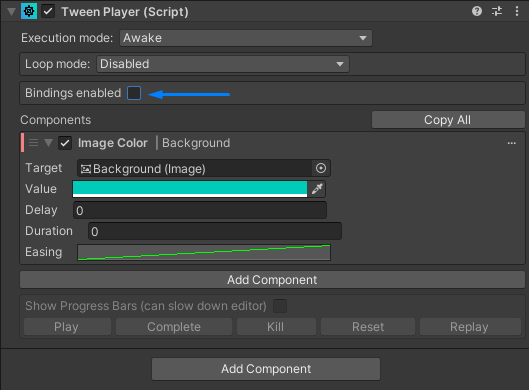 Tween Player (Script)
Execution mode: Awake
Loop mode: Disabled
Bindings enabled
Components Copy All
Image Color | Background
Target Background (Image)
Value
Delay 0
Duration 0
Easing
Add Component
Show Progress Bars (can slow down editor)
Play Complete Kill Reset Replay
Add Component